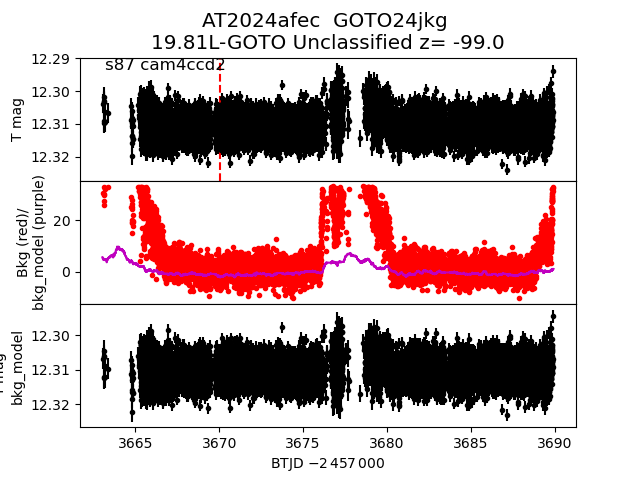 AT2024afec GOTO24jkg
19.81L-GOTO Unclassified z= -99.0
s87 cam4ccd2
12.29
12.30
12.31
12.32
T mag
20
0
Bkg (red)/
bkg_model (purple)
12.30
12.31
12.32
mag
bkg_model
3665
3670
3675
3680
3685
3690
BTJD −2 457 000